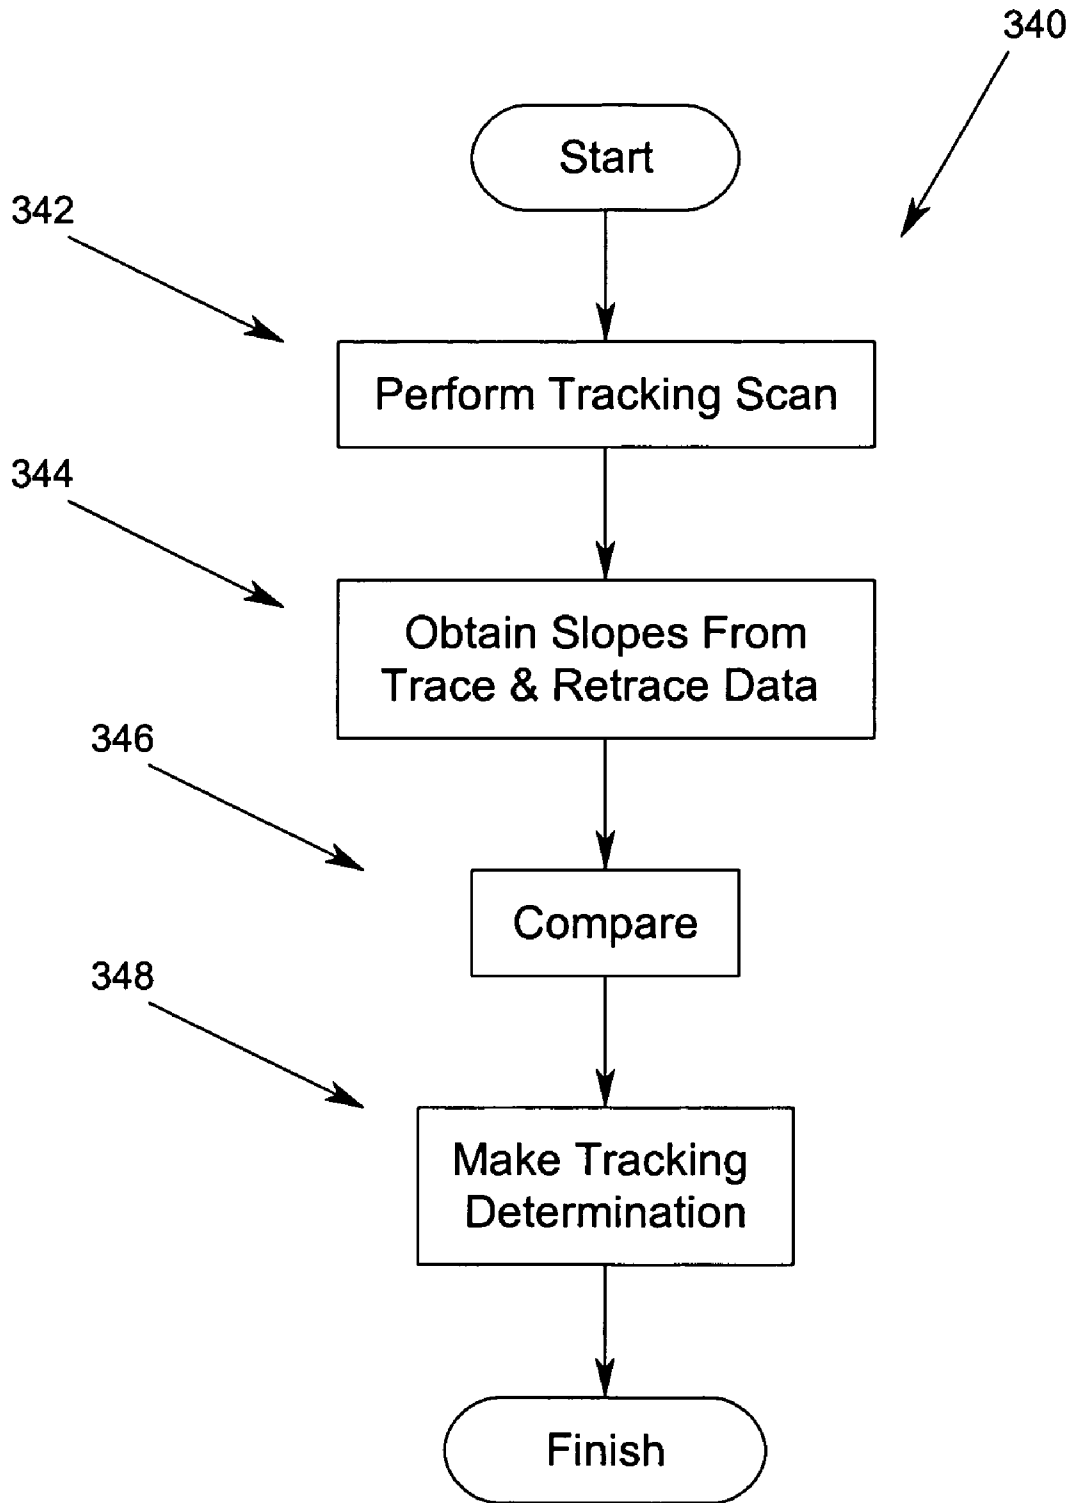 340
Start
342
Perform Tracking Scan
344
Obtain Slopes From
Trace & Retrace Data
346
Compare
348
Make Tracking
Determination
Finish